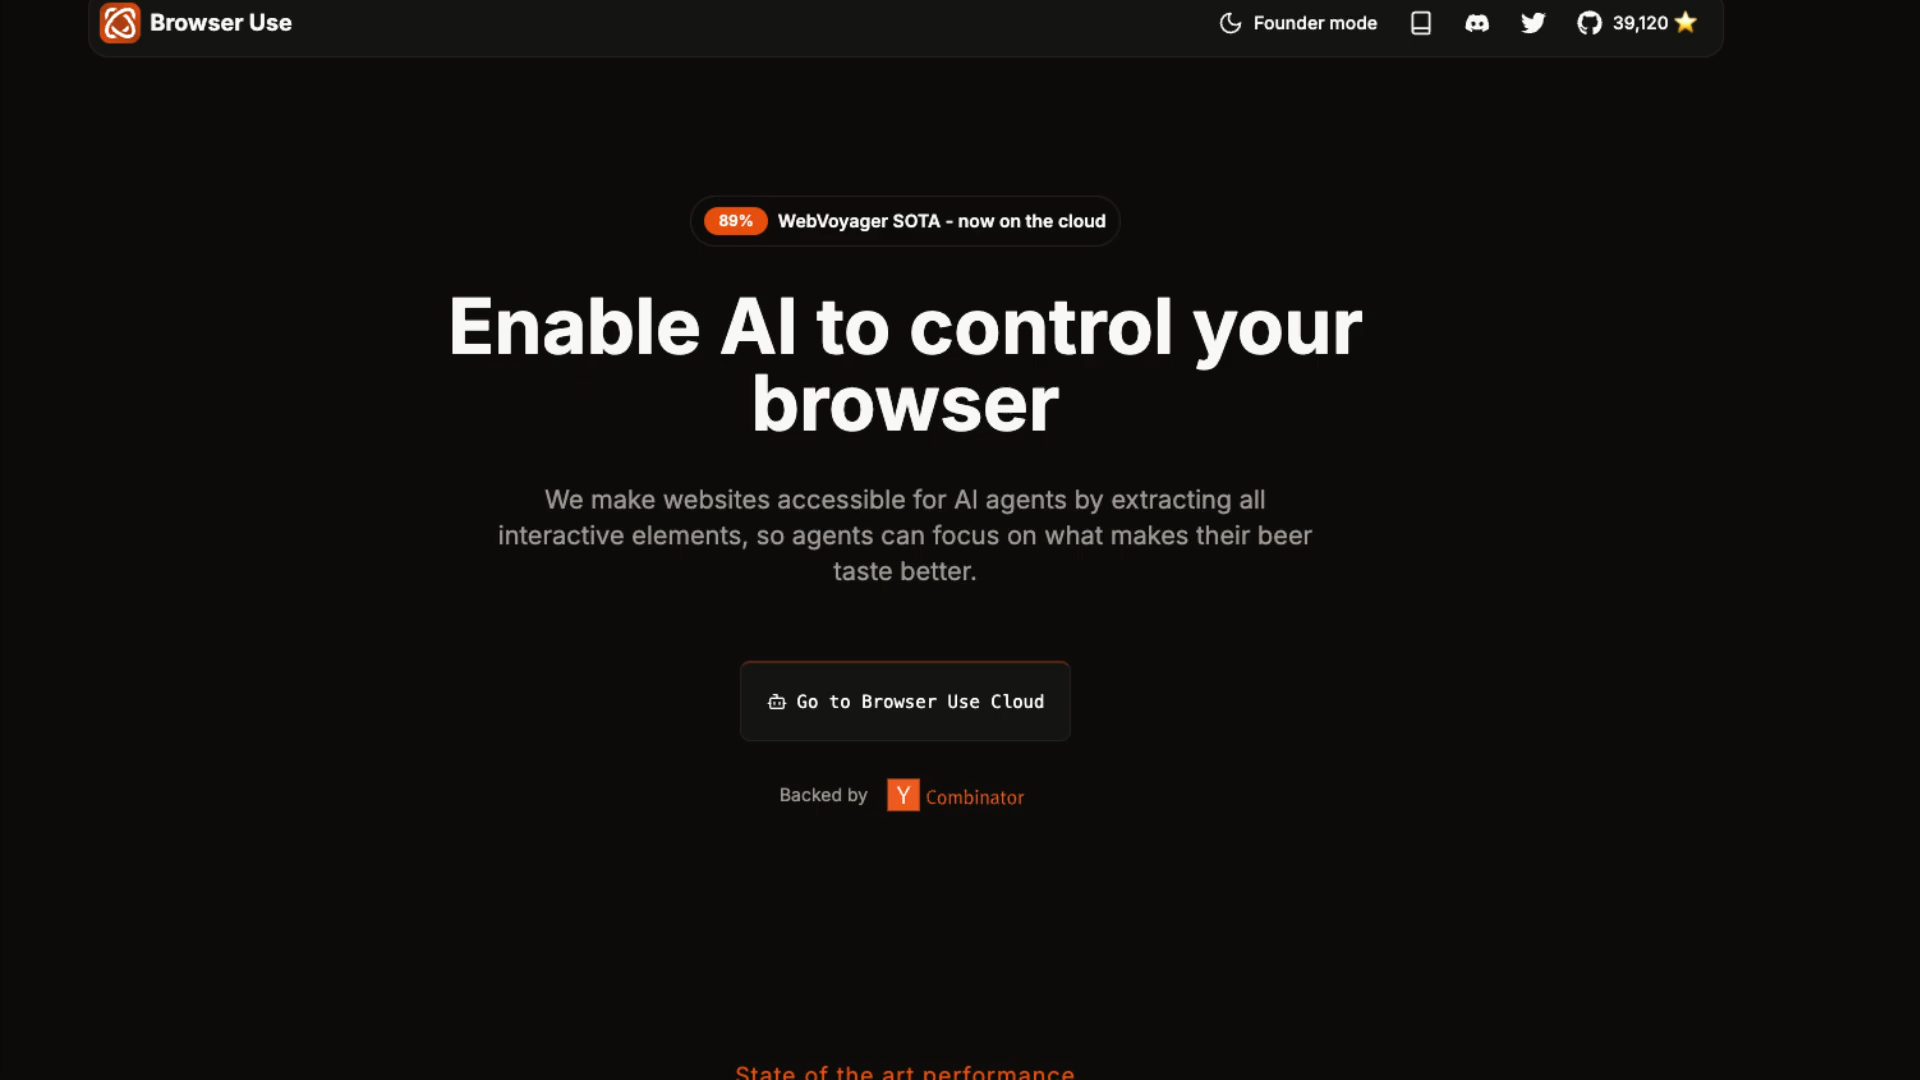 Browser Use
Founder mode
39,120
89% WebVoyager SOTA - now on the cloud
Enable AI to control your
browser
We make websites accessible for AI agents by extracting all
interactive elements, so agents can focus on what makes their beer
taste better.
Go to Browser Use Cloud
Backed by Y Combinator
State of the art performance